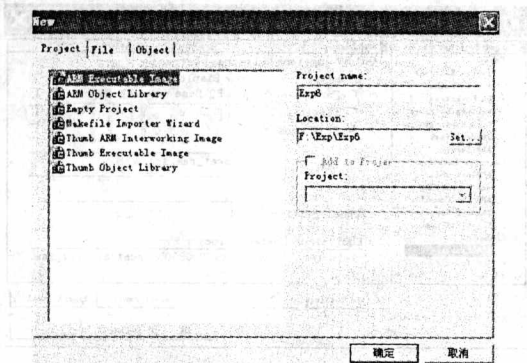 New
Project File Object
ARM Executable Image
ARM Object Library
Empty Project
Makefile Importer Wizard
Thumb ARM Interworking Image
Thumb Executable Image
Thumb Object Library
Project name:
Exp6
Location:
F:\Exp\Exp6
Set...
Add to Project
Project:
确定
取消